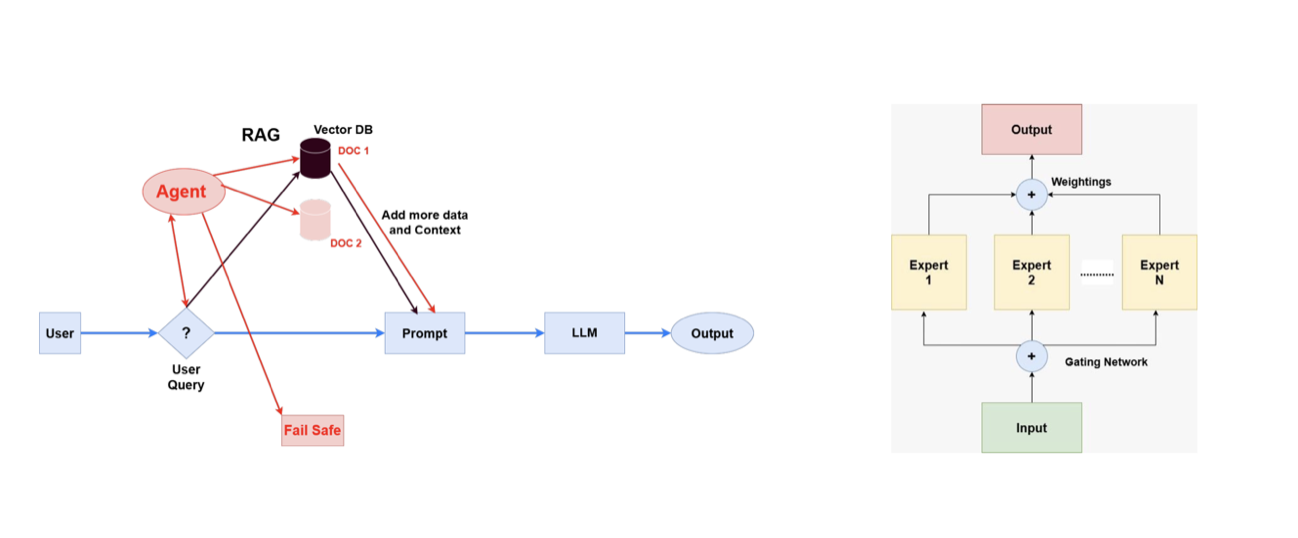 RAG
Vector DB
DOC 1
Agent
Add more data
and Context
DOC 2
User
?
Prompt
LLM
Output
User
Query
Fail Safe
Output
Weightings
+
Expert
1
Expert
2
...........
Expert
N
+
Gating Network
Input